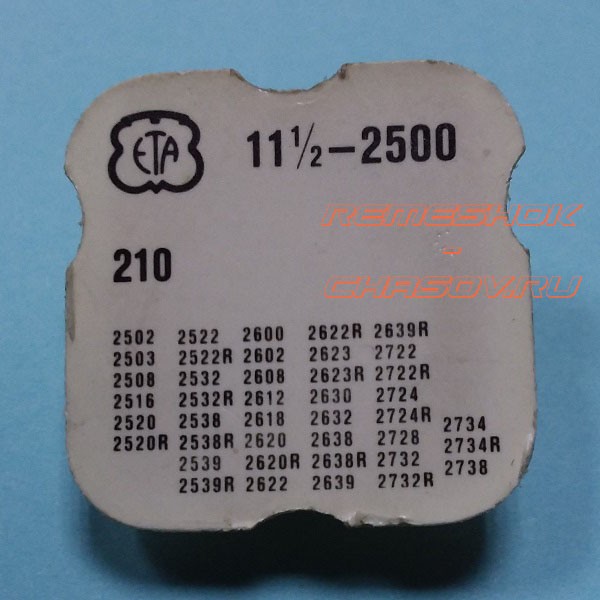 ETA 11 ½–2500
REMESHOK
-
CHASOV.RU
210
2502 2522 2600 2622R 2639R
2503 2522R 2602 2623 2722
2508 2532 2608 2623R 2722R
2516 2532R 2612 2630 2724
2520 2538 2618 2632 2724R 2734
2520R 2538R 2620 2638 2728 2734R
2539 2620R 2638R 2732 2738
2539R 2622 2639 2732R